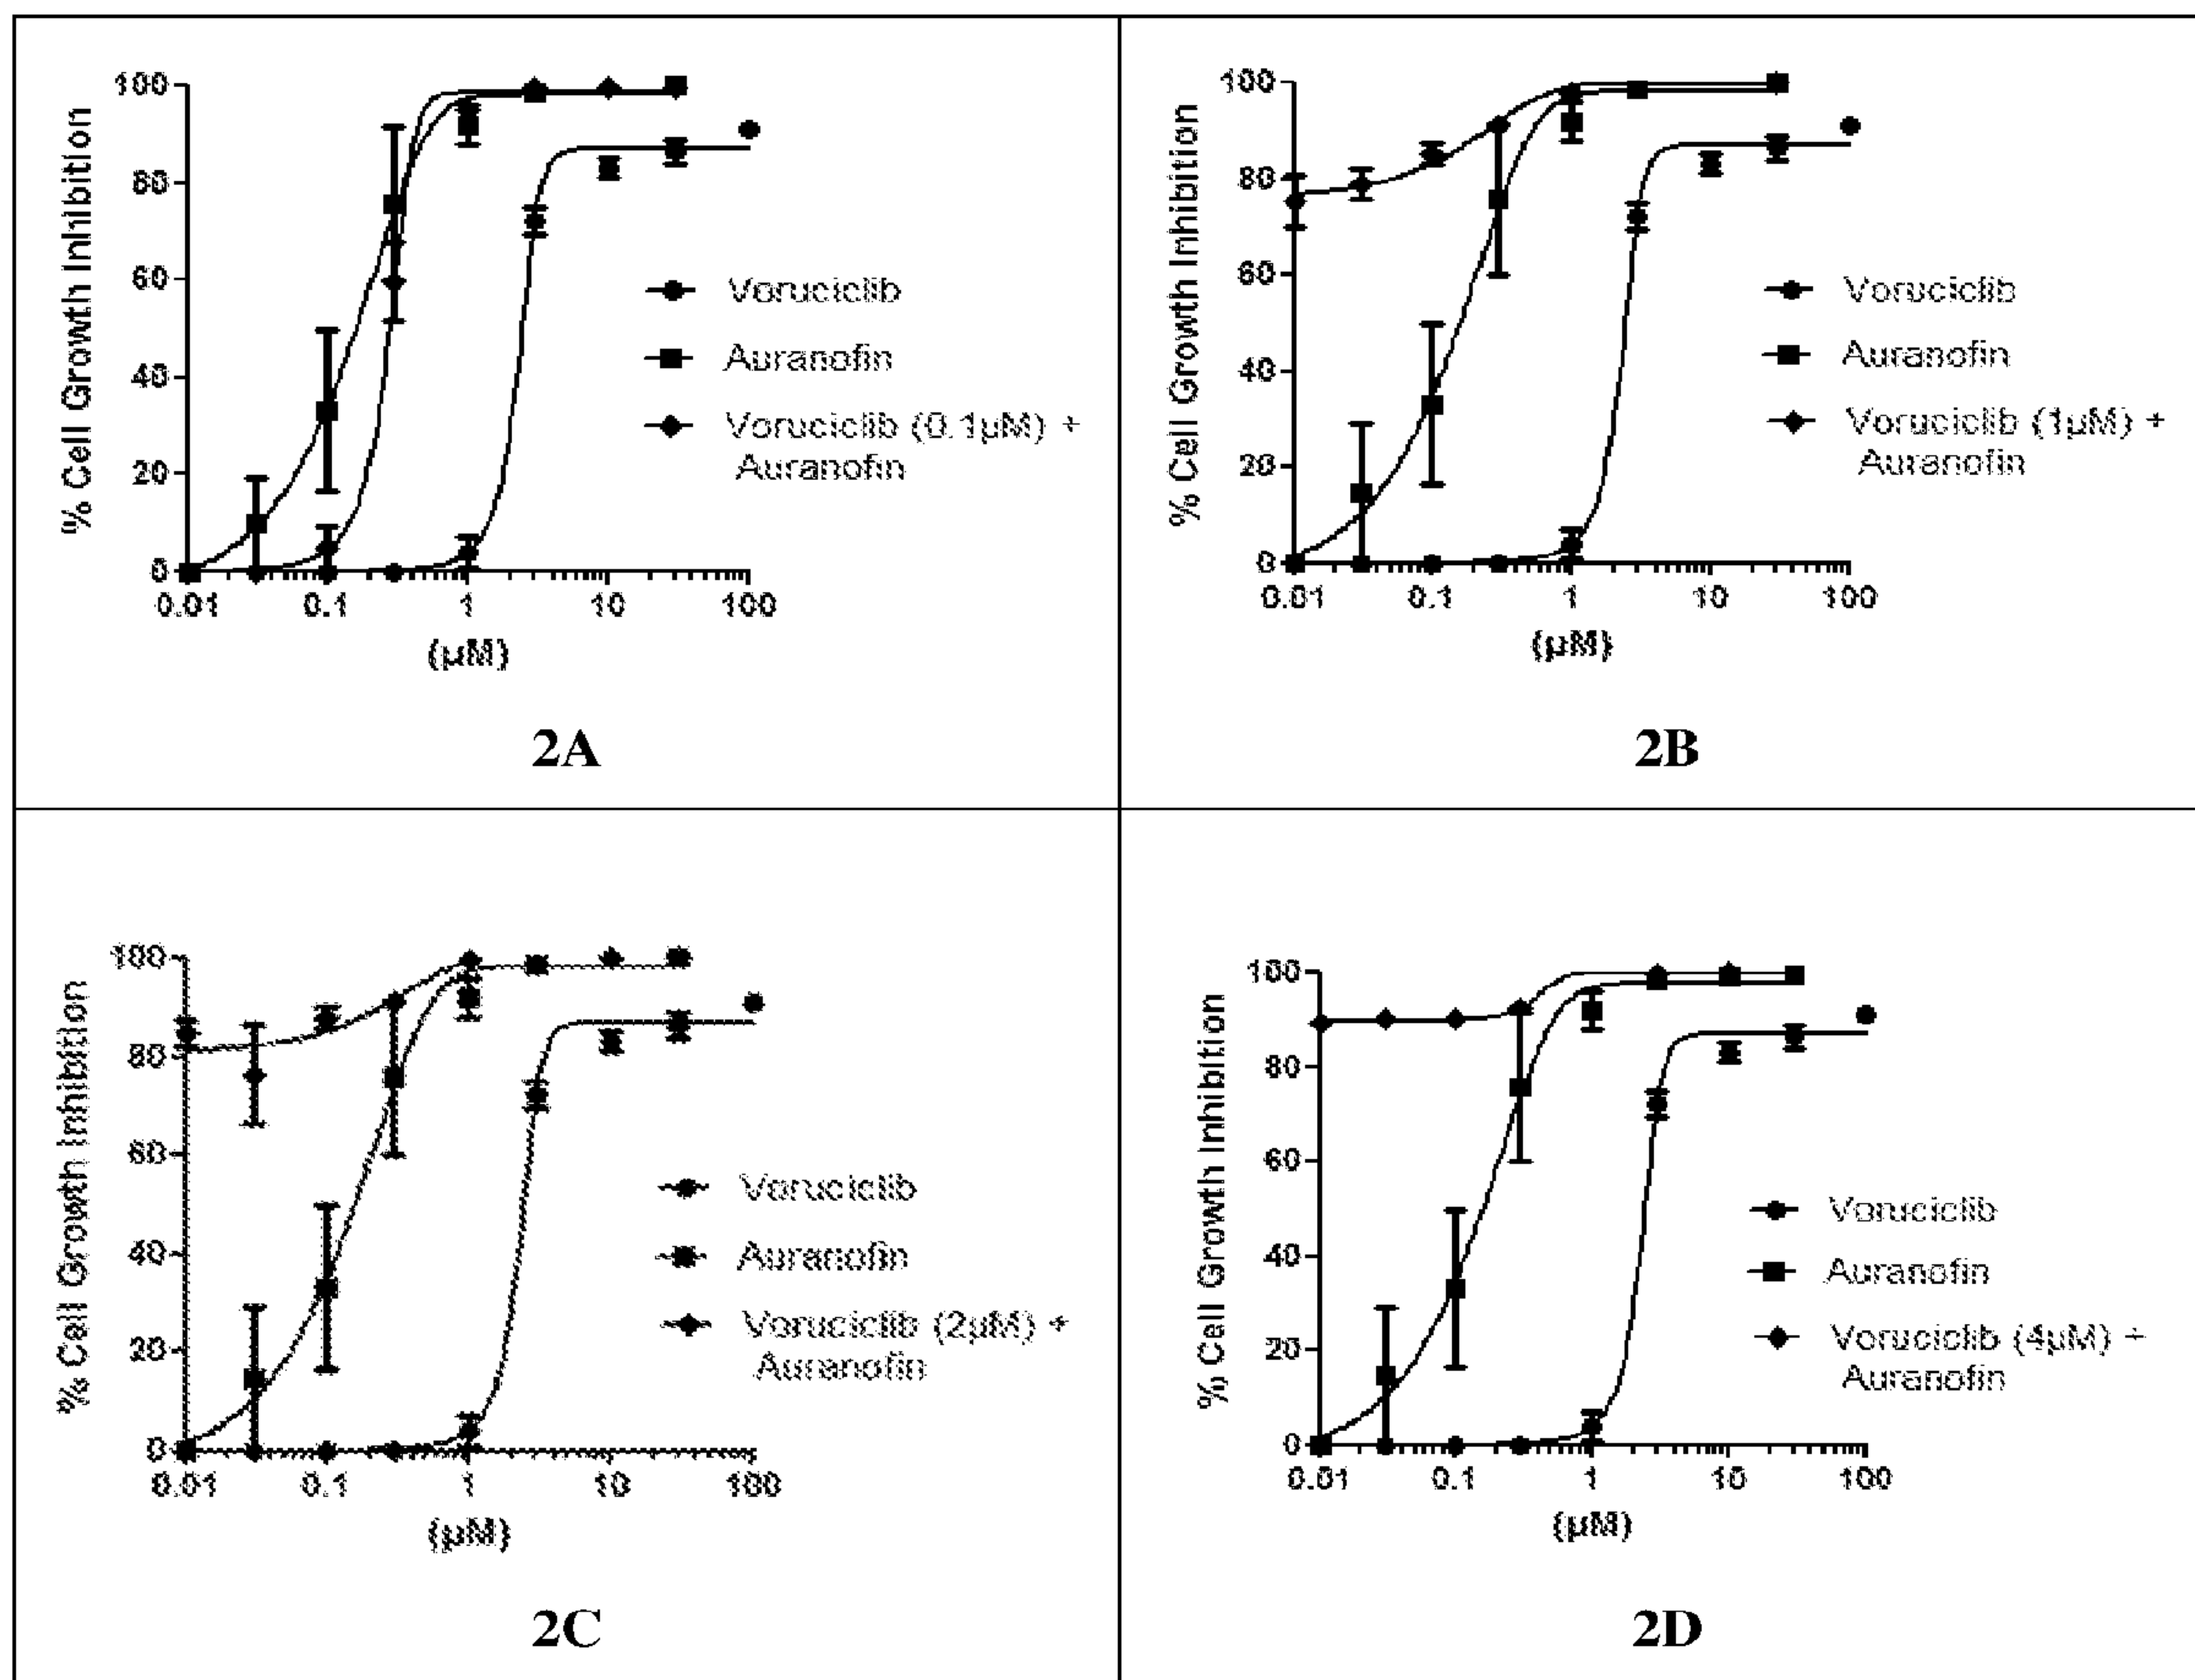 % Cell Growth Inhibition
100
80
60
40
20
0
0.01 0.1 1 10 100
(µM)
Voruciclib
Auranofin
Voruciclib (0.1µM) +
Auranofin
2A
% Cell Growth Inhibition
100
80
60
40
20
0
0.01 0.1 1 10 100
(µM)
Voruciclib
Auranofin
Voruciclib (1µM) +
Auranofin
2B
% Cell Growth Inhibition
100
80
60
40
20
0
0.01 0.1 1 10 100
(µM)
Voruciclib
Auranofin
Voruciclib (2µM) +
Auranofin
2C
% Cell Growth Inhibition
100
80
60
40
20
0
0.01 0.1 1 10 100
(µM)
Voruciclib
Auranofin
Voruciclib (4µM) +
Auranofin
2D